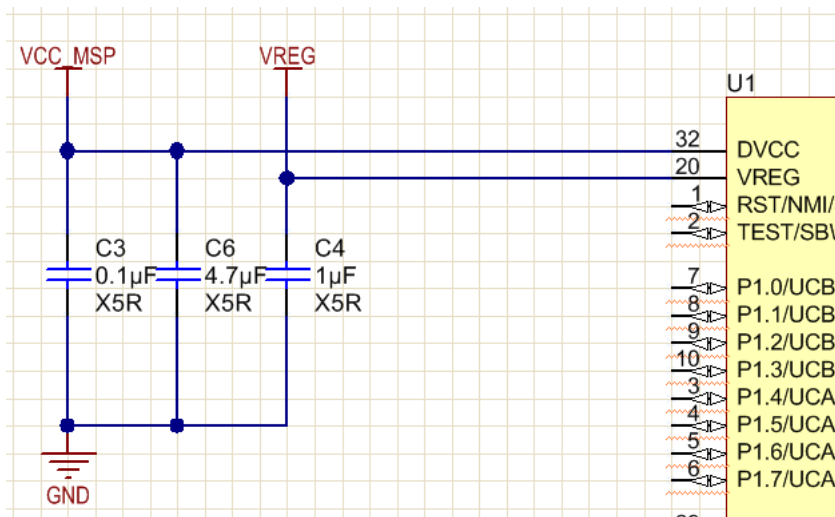 VCC_MSP
VREG
U1
32
DVCC
20
VREG
1
RST/NMI/
2
TEST/SBW
C3
0.1µF
X5R
C6
4.7µF
X5R
C4
1µF
X5R
7
P1.0/UCB
8
P1.1/UCB
9
P1.2/UCB
10
P1.3/UCB
3
P1.4/UCA
4
P1.5/UCA
5
P1.6/UCA
6
P1.7/UCA
GND